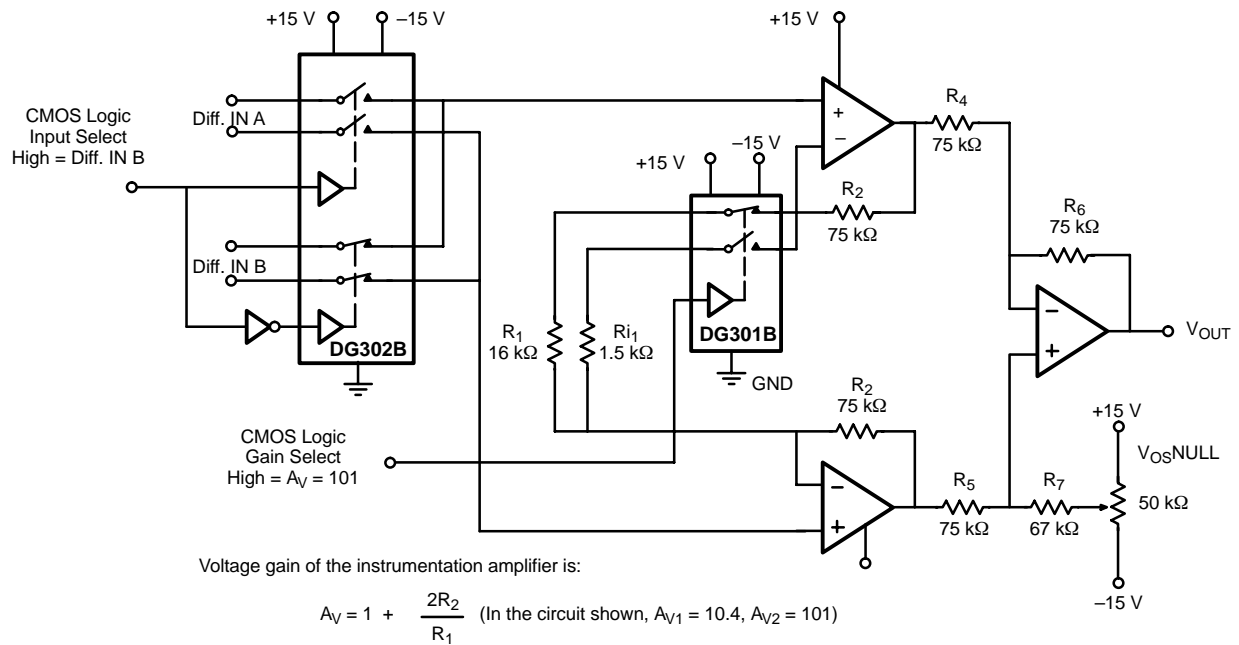 +15 V
–15 V
+15 V
CMOS Logic
Input Select
High = Diff. IN B
Diff. IN A
Diff. IN B
DG302B
+
–
R4
75 kΩ
+15 V
–15 V
R2
75 kΩ
R6
75 kΩ
R1
16 kΩ
Ri1
1.5 kΩ
DG301B
GND
–
+
VOUT
CMOS Logic
Gain Select
High = AV = 101
R2
75 kΩ
–
+
R5
75 kΩ
R7
67 kΩ
+15 V
VOSNULL
50 kΩ
–15 V
Voltage gain of the instrumentation amplifier is:
AV = 1 + 2R2 / R1 (In the circuit shown, AV1 = 10.4, AV2 = 101)